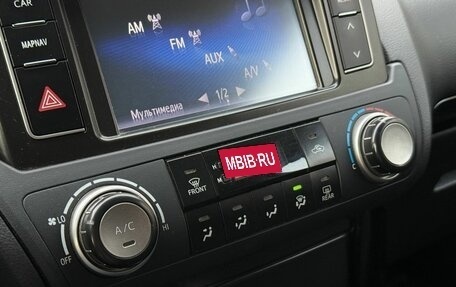 CAR
MAPNAV
AM
FM
AUX
A/V
1/2
Мультимедиа
MBIB.RU
FRONT
REAR
LO
OFF
HI
A/C